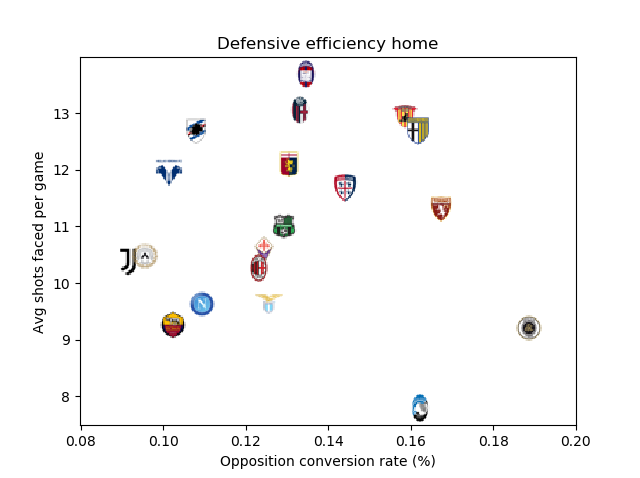 Defensive efficiency home
Avg shots faced per game
13
12
11
10
9
8
0.08 0.10 0.12 0.14 0.16 0.18 0.20
Opposition conversion rate (%)